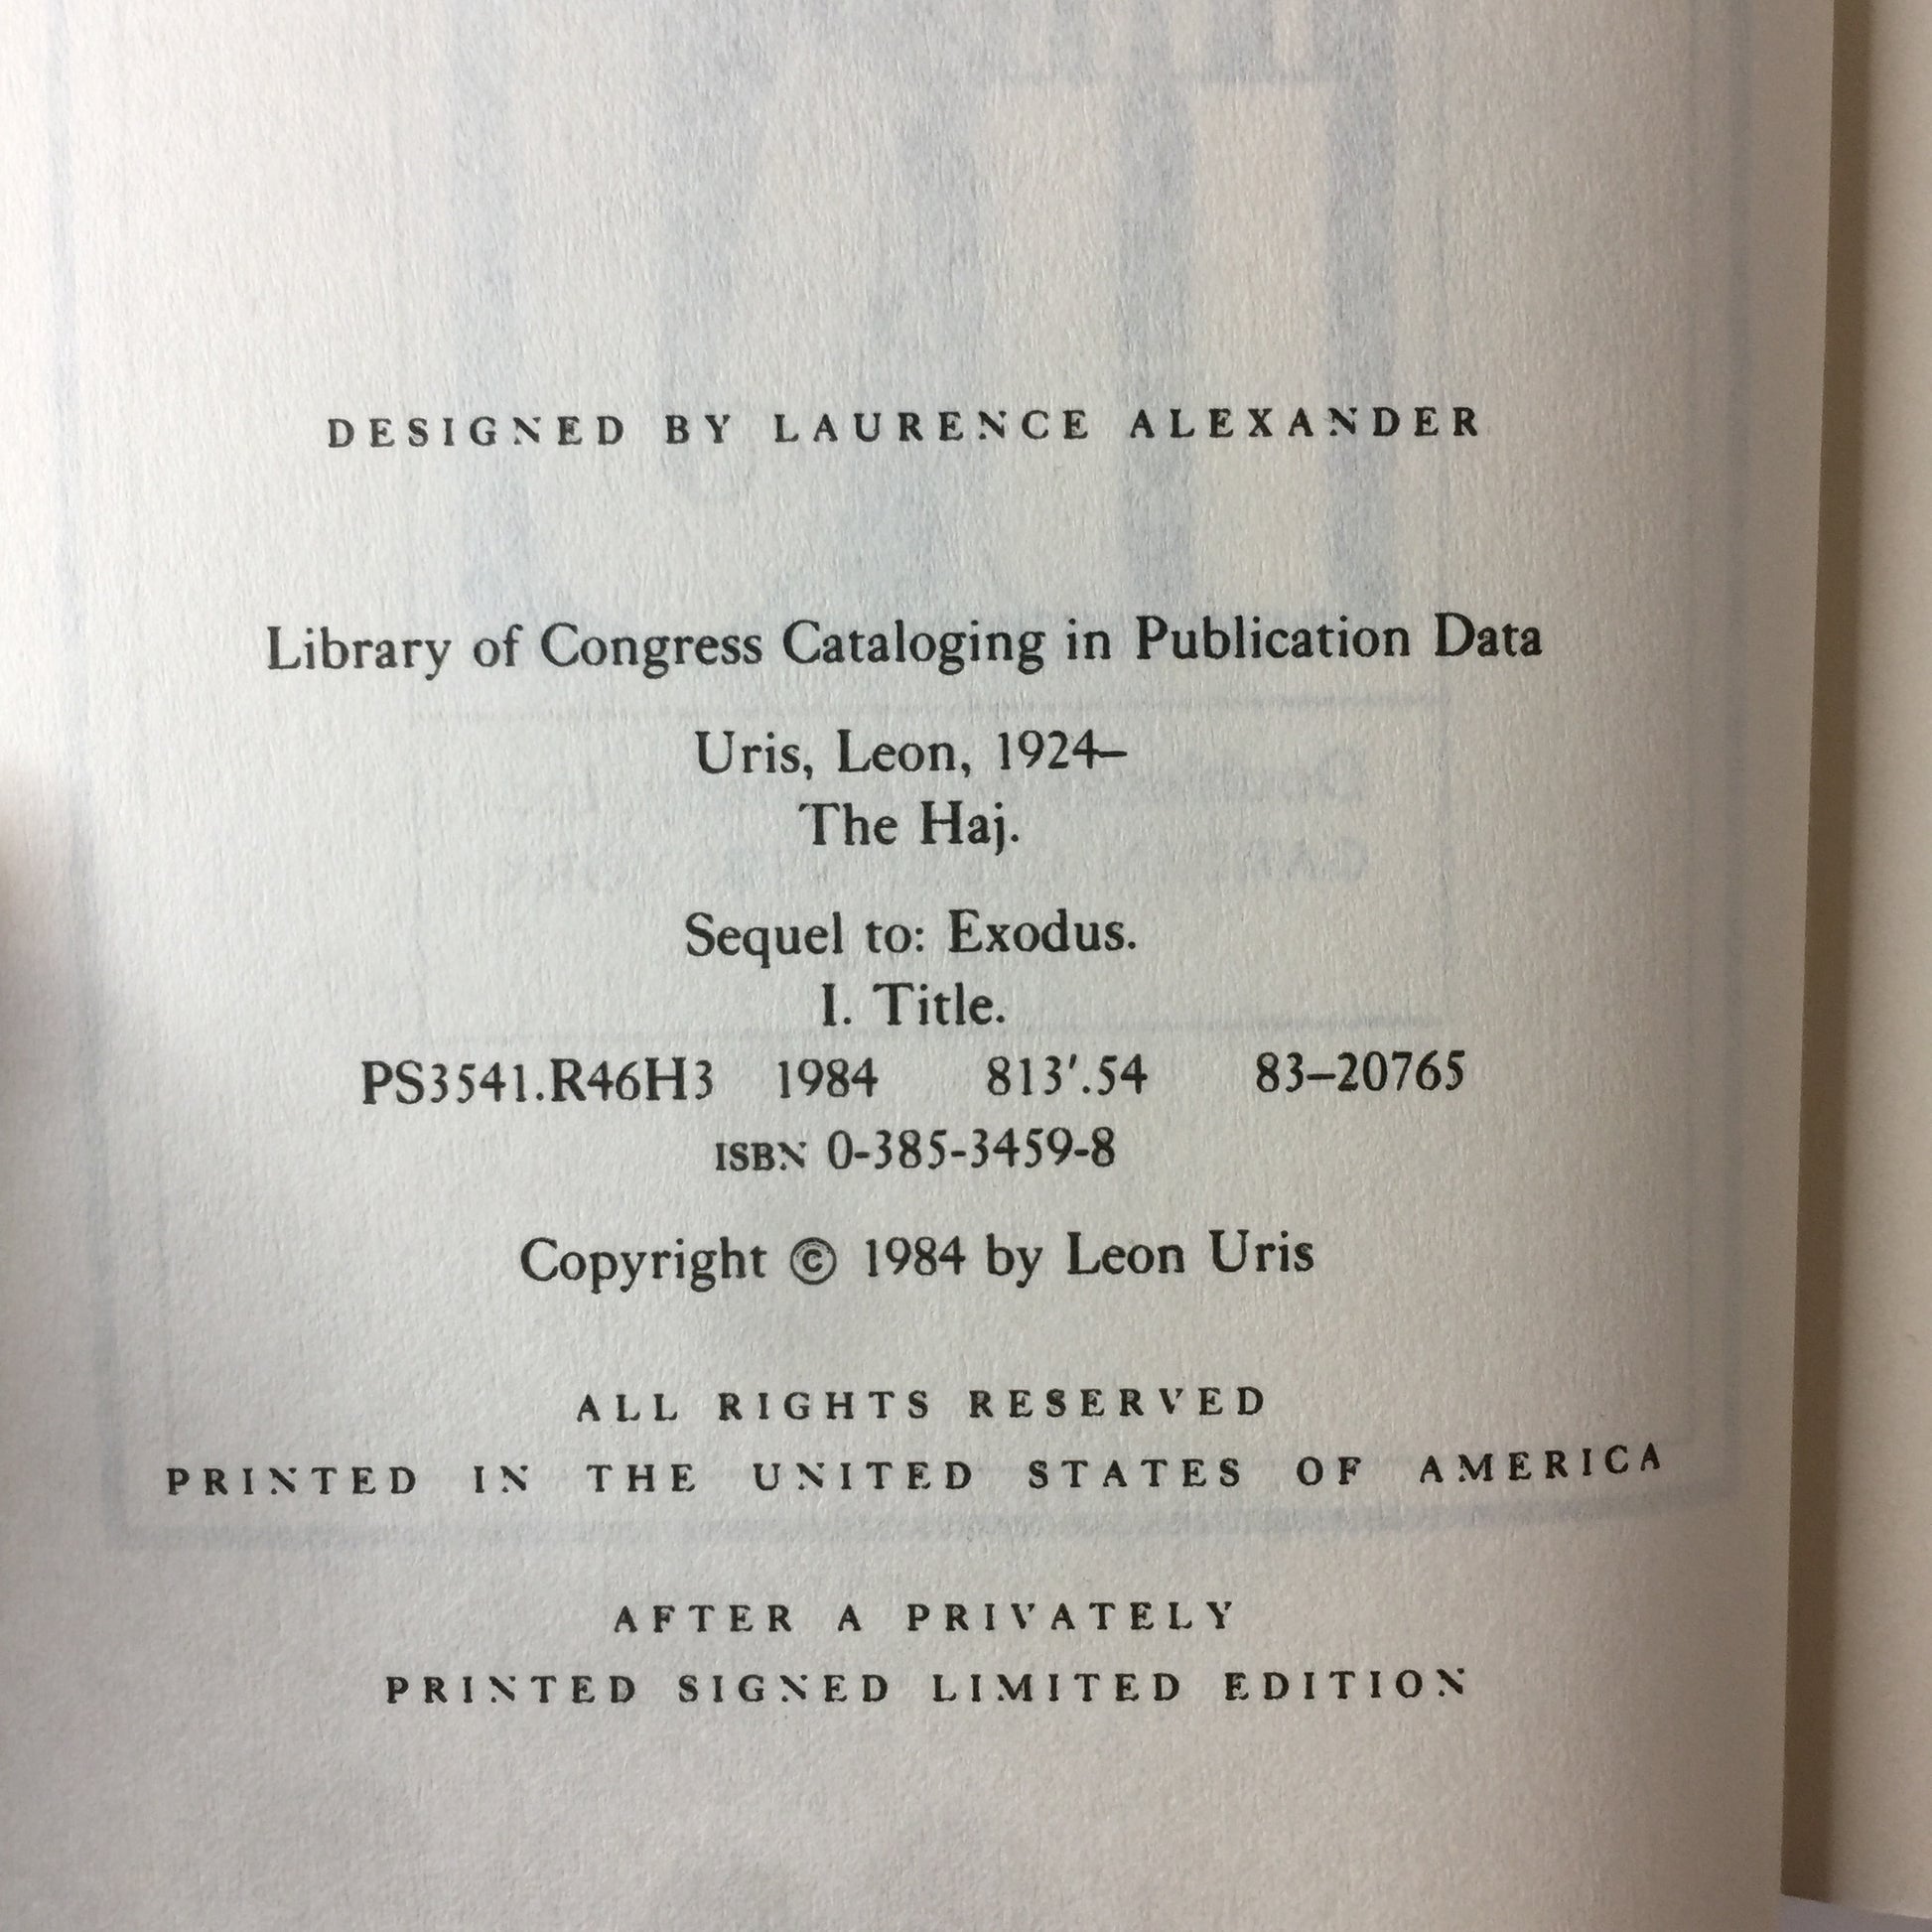 DESIGNED BY LAURENCE ALEXANDER
Library of Congress Cataloging in Publication Data
Uris, Leon, 1924–
The Haj.
Sequel to: Exodus.
I. Title.
PS3541.R46H3 1984 813'.54 83–20765
ISBN 0-385-3459-8
Copyright © 1984 by Leon Uris
ALL RIGHTS RESERVED
PRINTED IN THE UNITED STATES OF AMERICA
AFTER A PRIVATELY
PRINTED SIGNED LIMITED EDITION